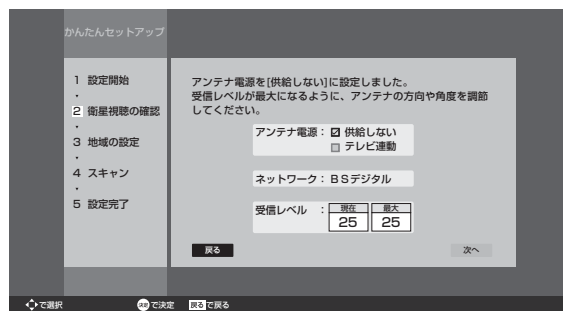 かんたんセットアップ
1 設定開始
・
2 衛星視聴の確認
・
3 地域の設定
・
4 スキャン
・
5 設定完了
アンテナ電源を[供給しない]に設定しました。
受信レベルが最大になるように、アンテナの方向や角度を調節
してください。
アンテナ電源: ☑ 供給しない
□ テレビ連動
ネットワーク: BSデジタル
受信レベル : 現在 最大
25 25
戻る 次へ
で選択 決定 で決定 戻る で戻る